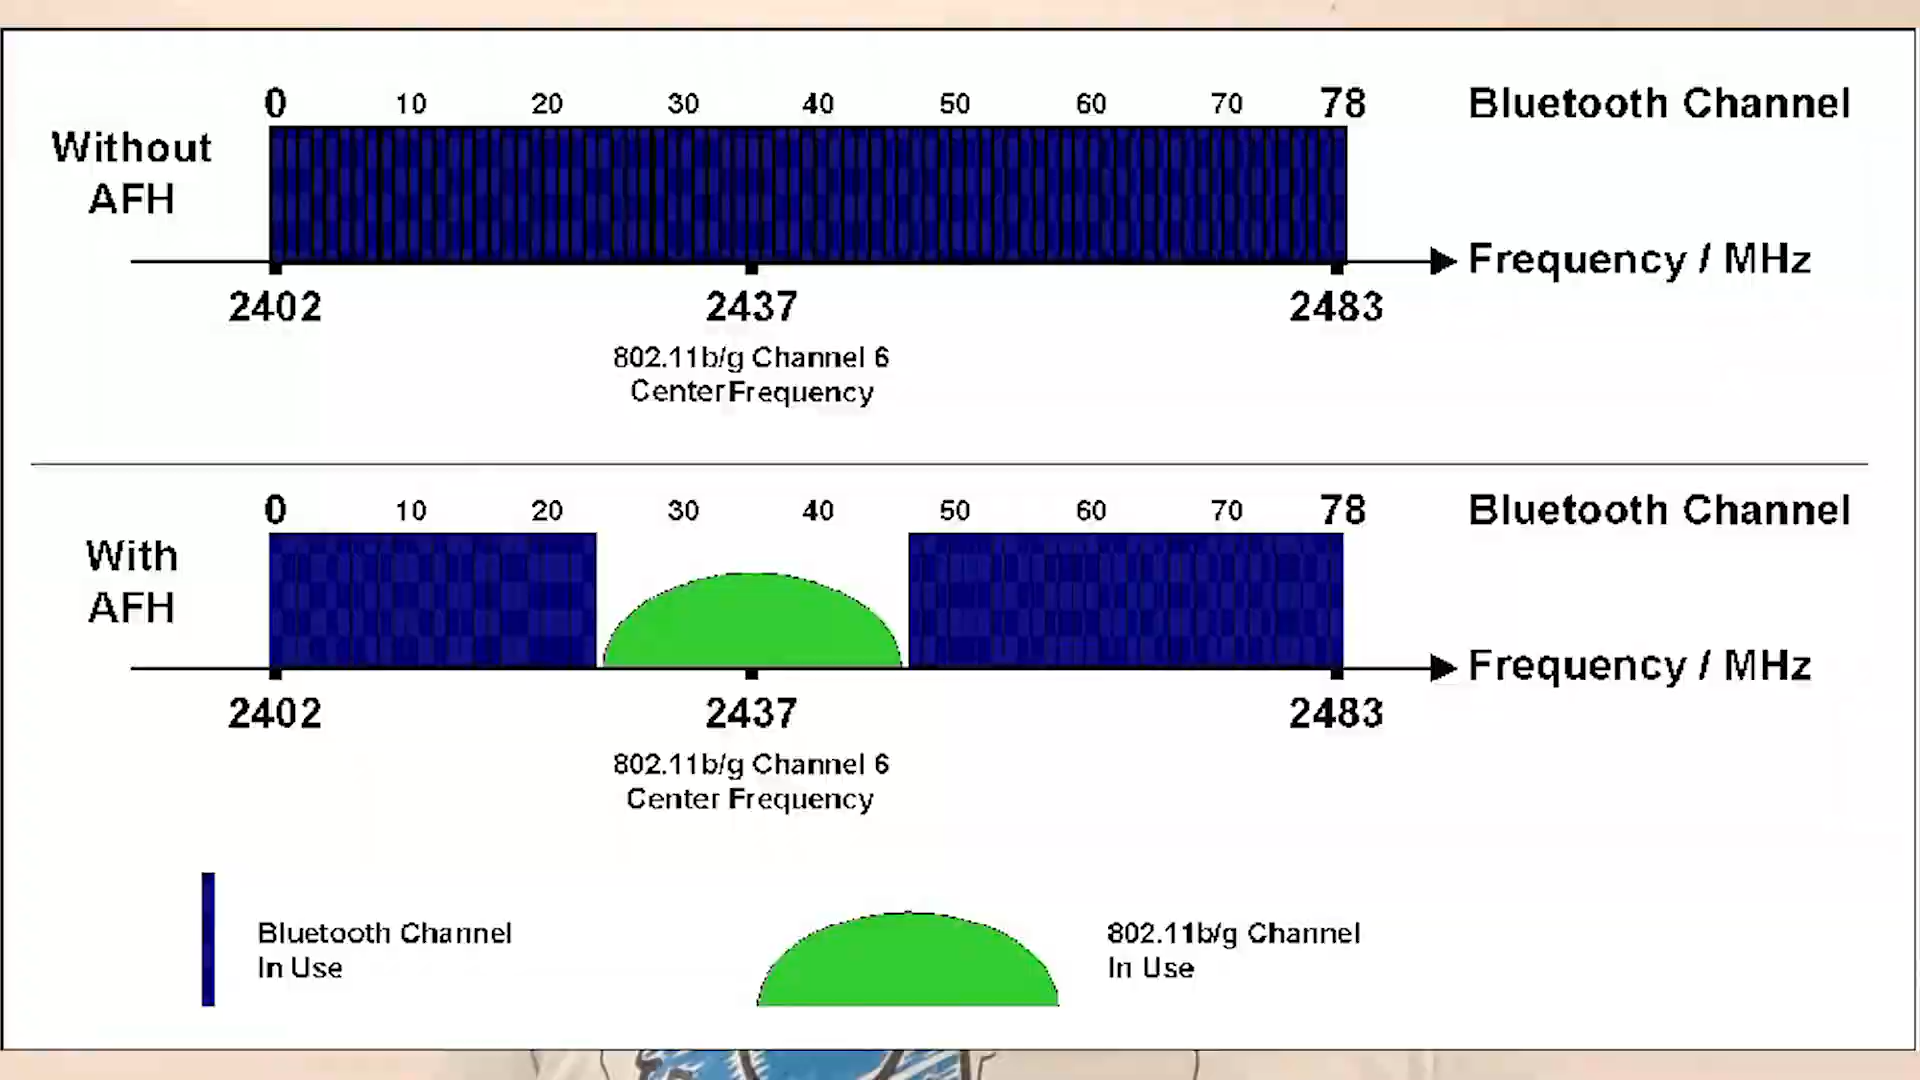 0 10 20 30 40 50 60 70 78 Bluetooth Channel
Without
AFH
Frequency / MHz
2402 2437 2483
802.11b/g Channel 6
Center Frequency
0 10 20 30 40 50 60 70 78 Bluetooth Channel
With
AFH
Frequency / MHz
2402 2437 2483
802.11b/g Channel 6
Center Frequency
Bluetooth Channel
In Use
802.11b/g Channel
In Use